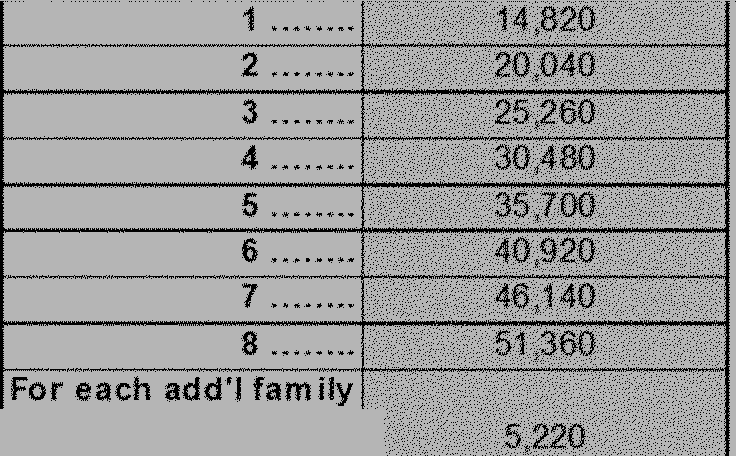 1 ........ 14,820
2 ........ 20,040
3 ........ 25,260
4 ........ 30,480
5 ........ 35,700
6 ........ 40,920
7 ........ 46,140
8 ........ 51,360
For each add'l family
5,220